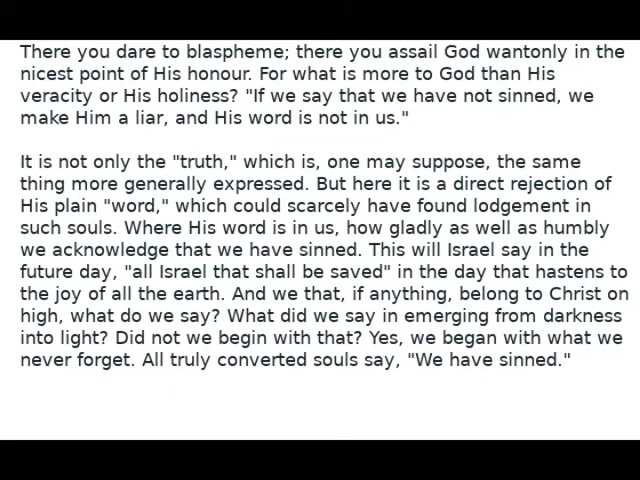 There you dare to blaspheme; there you assail God wantonly in the
nicest point of His honour. For what is more to God than His
veracity or His holiness? "If we say that we have not sinned, we
make Him a liar, and His word is not in us."
It is not only the "truth," which is, one may suppose, the same
thing more generally expressed. But here it is a direct rejection of
His plain "word," which could scarcely have found lodgement in
such souls. Where His word is in us, how gladly as well as humbly
we acknowledge that we have sinned. This will Israel say in the
future day, "all Israel that shall be saved" in the day that hastens to
the joy of all the earth. And we that, if anything, belong to Christ on
high, what do we say? What did we say in emerging from darkness
into light? Did not we begin with that? Yes, we began with what we
never forget. All truly converted souls say, "We have sinned."